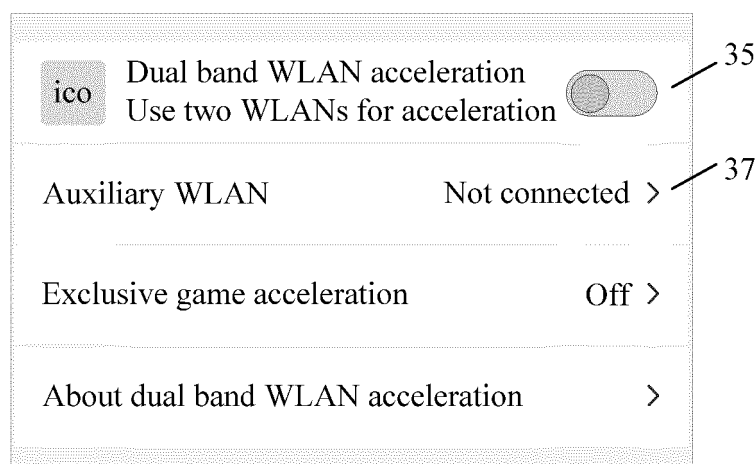 ico
Dual band WLAN acceleration
Use two WLANs for acceleration
35
Auxiliary WLAN Not connected >
37
Exclusive game acceleration Off >
About dual band WLAN acceleration >